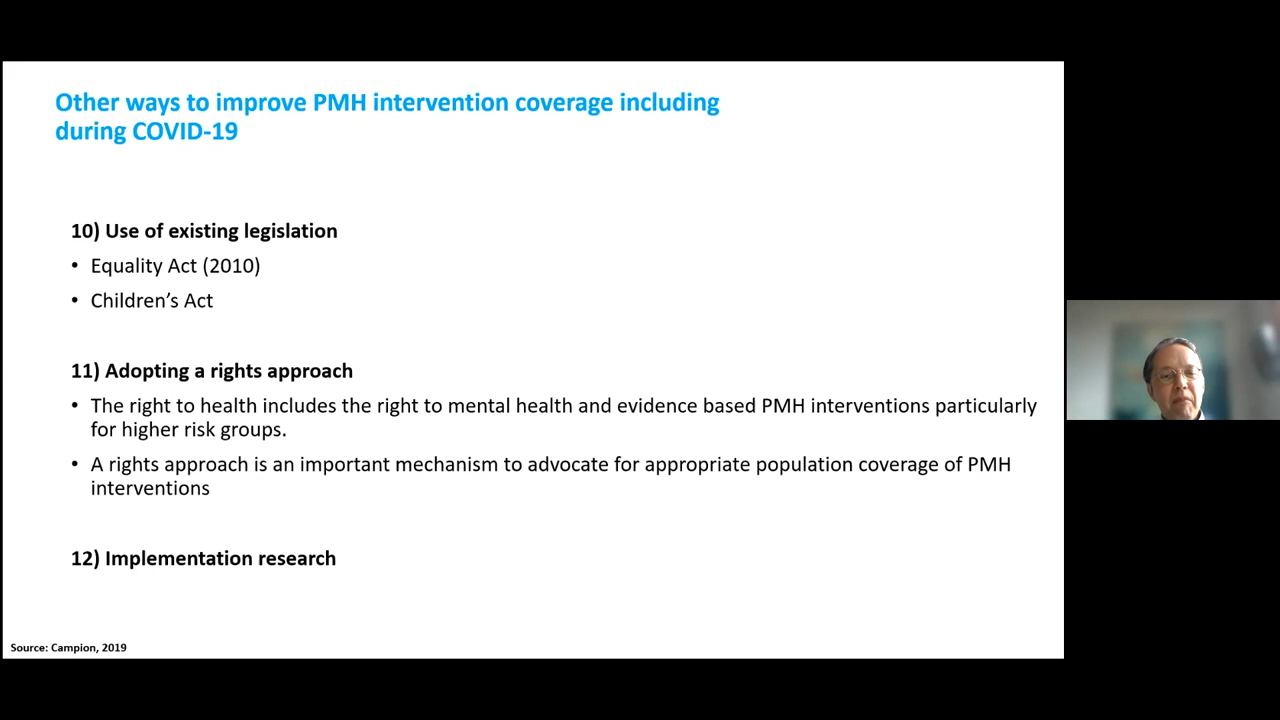 Other ways to improve PMH intervention coverage including
during COVID-19
10) Use of existing legislation
• Equality Act (2010)
• Children’s Act
11) Adopting a rights approach
• The right to health includes the right to mental health and evidence based PMH interventions particularly
for higher risk groups.
• A rights approach is an important mechanism to advocate for appropriate population coverage of PMH
interventions
12) Implementation research
Source: Campion, 2019